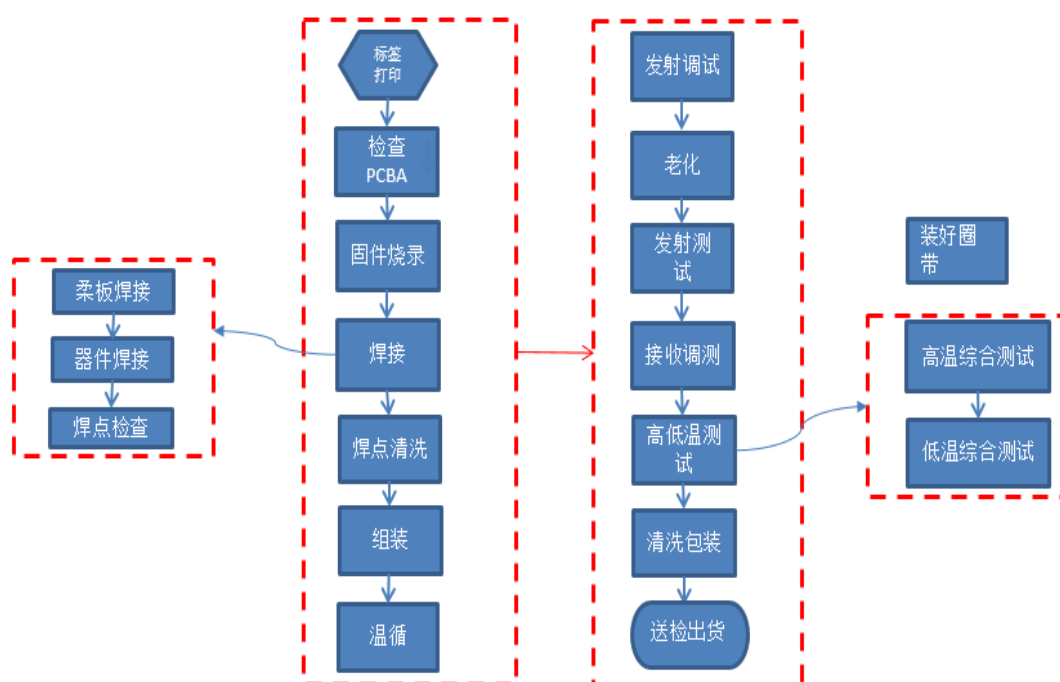 标签
打印
检查
PCBA
固件烧录
焊接
焊点清洗
组装
温循
柔板焊接
器件焊接
焊点检查
发射调试
老化
发射测
试
接收调测
高低温测
试
清洗包装
送检出货
装好圈
带
高温综合测试
低温综合测试